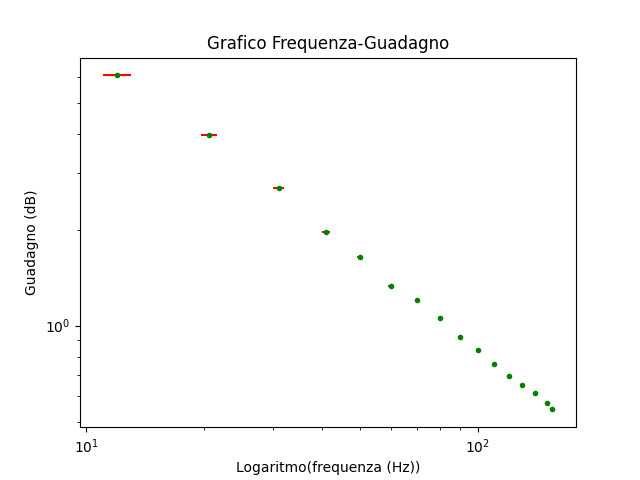 Grafico Frequenza-Guadagno
Guadagno (dB)
10⁰
10¹
10²
Logaritmo(frequenza (Hz))